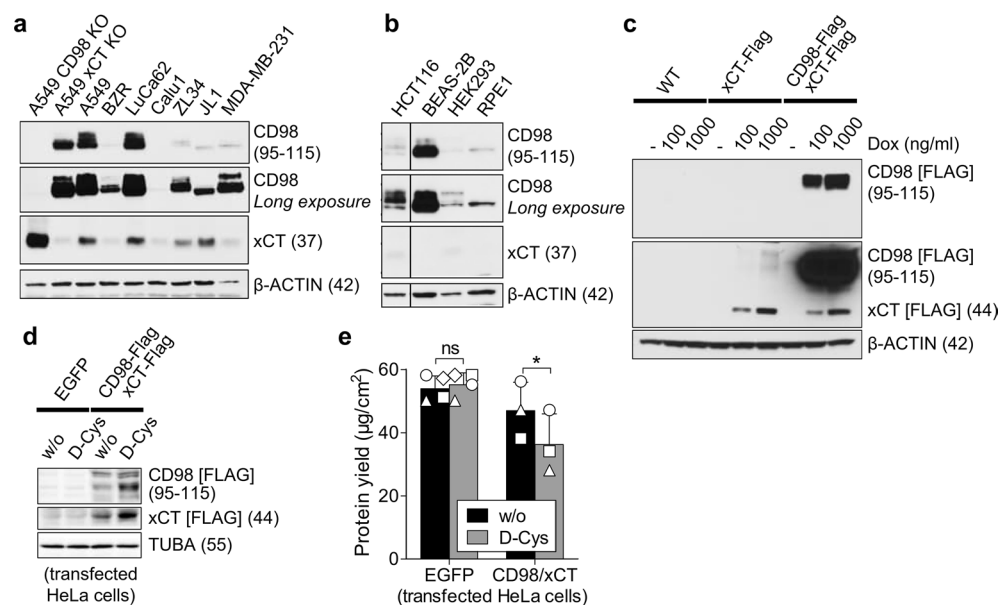 a
A549 CD98 KO
A549 xCT KO
A549
BZR
LuCa62
Calu1
ZL34
JL1
MDA-MB-231
CD98
(95-115)
CD98
Long exposure
xCT (37)
β-ACTIN (42)
b
HCT116
BEAS-2B
HEK293
RPE1
CD98
(95-115)
CD98
Long exposure
xCT (37)
β-ACTIN (42)
c
WT
xCT-Flag
CD98-Flag
xCT-Flag
- 100 1000 - 100 1000 - 100 1000 Dox (ng/ml)
CD98 [FLAG]
(95-115)
CD98 [FLAG]
(95-115)
xCT [FLAG] (44)
β-ACTIN (42)
d
EGFP
CD98-Flag
xCT-Flag
w/o D-Cys w/o D-Cys
CD98 [FLAG]
(95-115)
xCT [FLAG] (44)
TUBA (55)
(transfected
HeLa cells)
e
Protein yield (µg/cm²)
60
40
20
0
ns
*
w/o
D-Cys
EGFP CD98/xCT
(transfected HeLa cells)